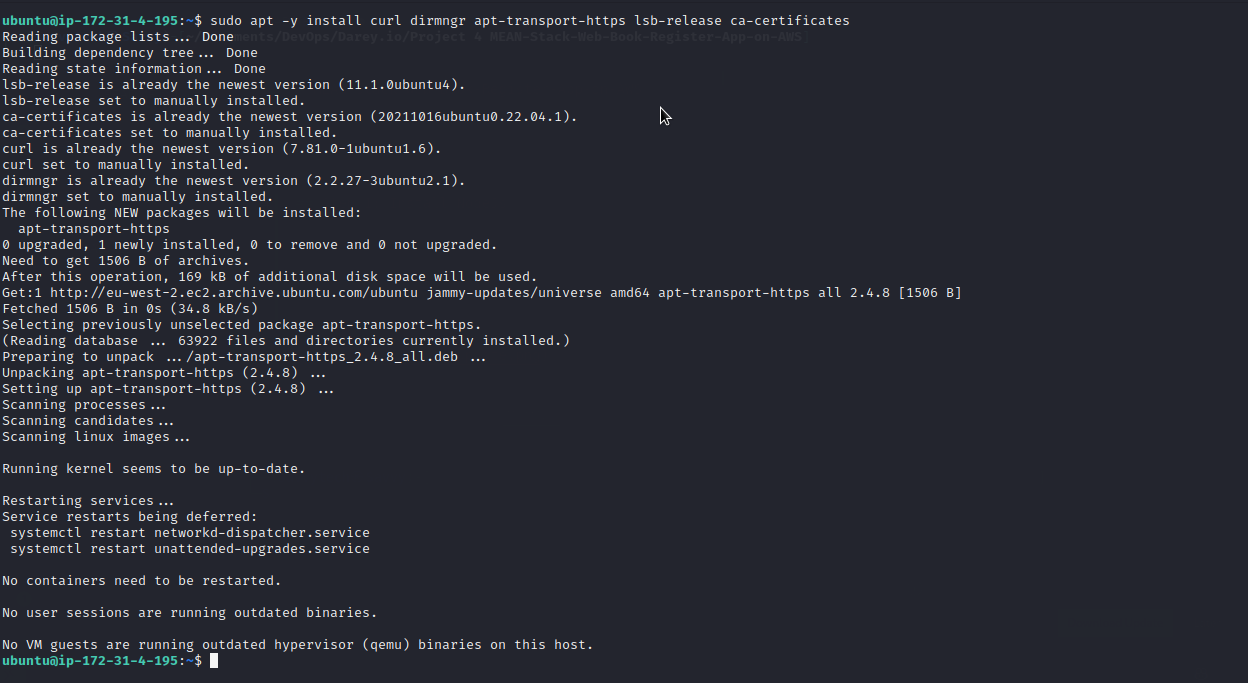 ubuntu@ip-172-31-4-195:~$ sudo apt -y install curl dirmngr apt-transport-https lsb-release ca-certificates
Reading package lists... Done
ments/DevOps/Darey.io/Project 4 MEAN-Stack-Web-Book-Register-App-on-AWS
Building dependency tree... Done
Reading state information... Done
lsb-release is already the newest version (11.1.0ubuntu4).
lsb-release set to manually installed.
ca-certificates is already the newest version (20211016ubuntu0.22.04.1).
ca-certificates set to manually installed.
curl is already the newest version (7.81.0-1ubuntu1.6).
curl set to manually installed.
dirmngr is already the newest version (2.2.27-3ubuntu2.1).
dirmngr set to manually installed.
The following NEW packages will be installed:
  apt-transport-https
0 upgraded, 1 newly installed, 0 to remove and 0 not upgraded.
Need to get 1506 B of archives.
After this operation, 169 kB of additional disk space will be used.
Get:1 http://eu-west-2.ec2.archive.ubuntu.com/ubuntu jammy-updates/universe amd64 apt-transport-https all 2.4.8 [1506 B]
Fetched 1506 B in 0s (34.8 kB/s)
Selecting previously unselected package apt-transport-https.
(Reading database ... 63922 files and directories currently installed.)
Preparing to unpack .../apt-transport-https_2.4.8_all.deb ...
Unpacking apt-transport-https (2.4.8) ...
Setting up apt-transport-https (2.4.8) ...
Scanning processes...
Scanning candidates...
Scanning linux images...
Running kernel seems to be up-to-date.
Restarting services...
Service restarts being deferred:
 systemctl restart networkd-dispatcher.service
 systemctl restart unattended-upgrades.service
No containers need to be restarted.
No user sessions are running outdated binaries.
No VM guests are running outdated hypervisor (qemu) binaries on this host.
ubuntu@ip-172-31-4-195:~$